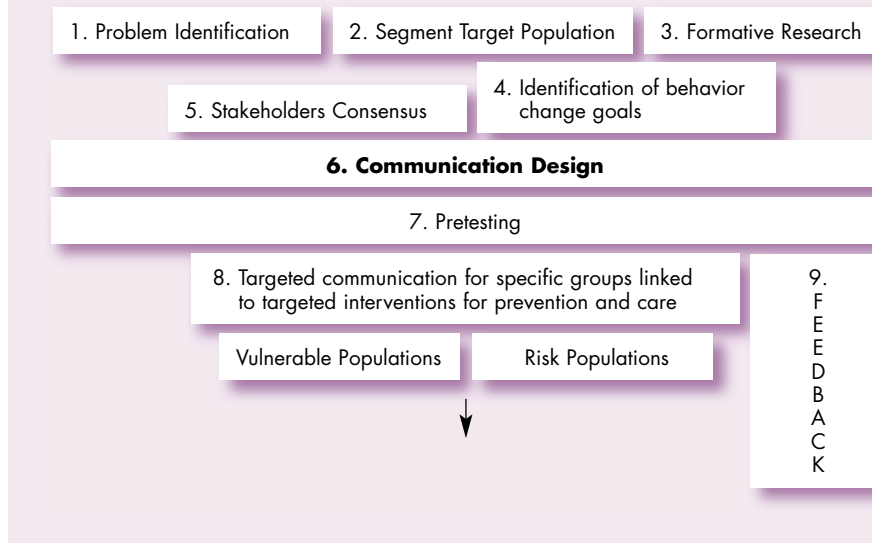 1. Problem Identification
2. Segment Target Population
3. Formative Research
4. Identification of behavior
change goals
5. Stakeholders Consensus
6. Communication Design
7. Pretesting
8. Targeted communication for specific groups linked
to targeted interventions for prevention and care
Vulnerable Populations
Risk Populations
9.
F
E
E
D
B
A
C
K